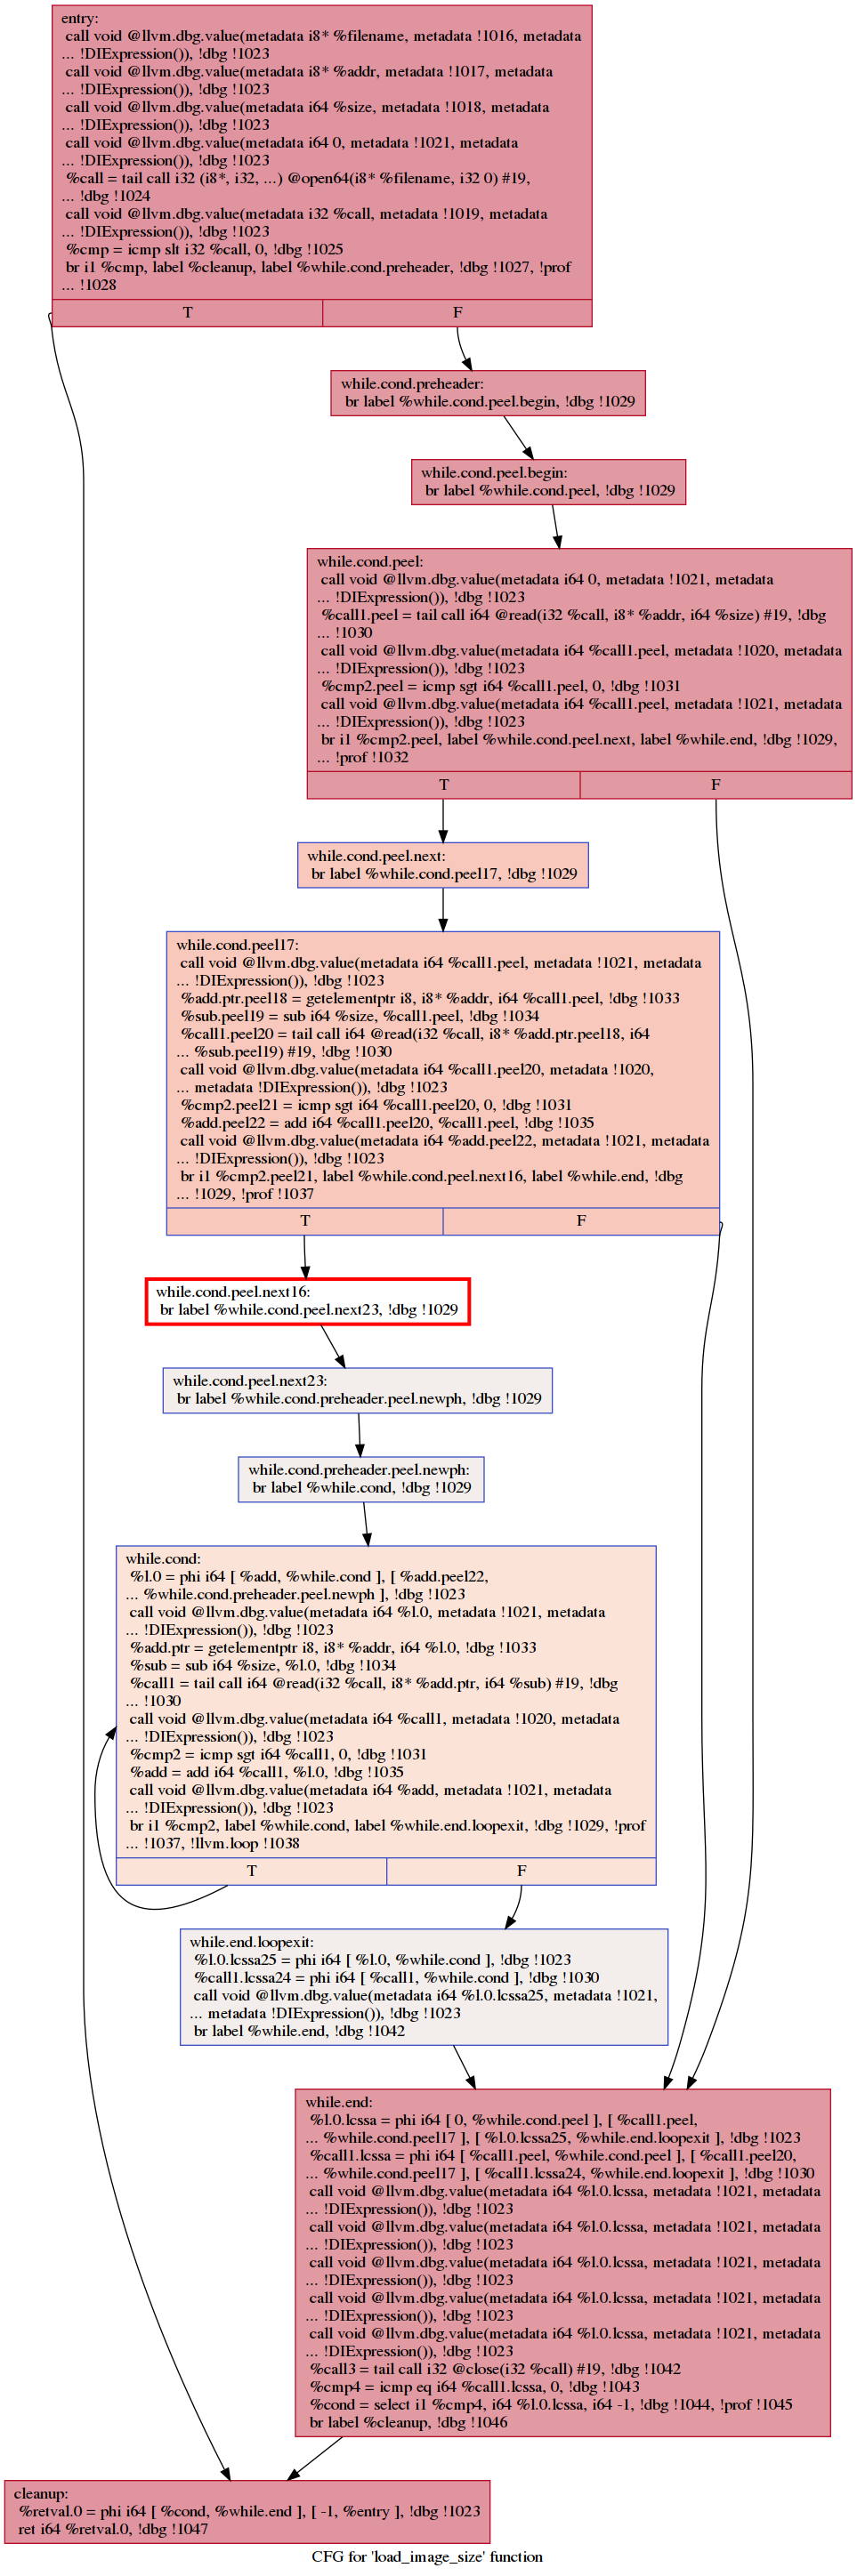 entry:
call void @llvm.dbg.value(metadata i8* %filename, metadata !1016, metadata
... !DIExpression()), !dbg !1023
call void @llvm.dbg.value(metadata i8* %addr, metadata !1017, metadata
... !DIExpression()), !dbg !1023
call void @llvm.dbg.value(metadata i64 %size, metadata !1018, metadata
... !DIExpression()), !dbg !1023
call void @llvm.dbg.value(metadata i64 0, metadata !1021, metadata
... !DIExpression()), !dbg !1023
%call = tail call i32 (i8*, i32, ...) @open64(i8* %filename, i32 0) #19,
... !dbg !1024
call void @llvm.dbg.value(metadata i32 %call, metadata !1019, metadata
... !DIExpression()), !dbg !1023
%cmp = icmp slt i32 %call, 0, !dbg !1025
br i1 %cmp, label %cleanup, label %while.cond.preheader, !dbg !1027, !prof
... !1028
T F
while.cond.preheader:
br label %while.cond.peel.begin, !dbg !1029
while.cond.peel.begin:
br label %while.cond.peel, !dbg !1029
while.cond.peel:
call void @llvm.dbg.value(metadata i64 0, metadata !1021, metadata
... !DIExpression()), !dbg !1023
%call1.peel = tail call i64 @read(i32 %call, i8* %addr, i64 %size) #19, !dbg
... !1030
call void @llvm.dbg.value(metadata i64 %call1.peel, metadata !1020, metadata
... !DIExpression()), !dbg !1023
%cmp2.peel = icmp sgt i64 %call1.peel, 0, !dbg !1031
call void @llvm.dbg.value(metadata i64 %call1.peel, metadata !1021, metadata
... !DIExpression()), !dbg !1023
br i1 %cmp2.peel, label %while.cond.peel.next, label %while.end, !dbg !1029,
... !prof !1032
T F
while.cond.peel.next:
br label %while.cond.peel17, !dbg !1029
while.cond.peel17:
call void @llvm.dbg.value(metadata i64 %call1.peel, metadata !1021, metadata
... !DIExpression()), !dbg !1023
%add.ptr.peel18 = getelementptr i8, i8* %addr, i64 %call1.peel, !dbg !1033
%sub.peel19 = sub i64 %size, %call1.peel, !dbg !1034
%call1.peel20 = tail call i64 @read(i32 %call, i8* %add.ptr.peel18, i64
... %sub.peel19) #19, !dbg !1030
call void @llvm.dbg.value(metadata i64 %call1.peel20, metadata !1020,
... metadata !DIExpression()), !dbg !1023
%cmp2.peel21 = icmp sgt i64 %call1.peel20, 0, !dbg !1031
%add.peel22 = add i64 %call1.peel20, %call1.peel, !dbg !1035
call void @llvm.dbg.value(metadata i64 %add.peel22, metadata !1021, metadata
... !DIExpression()), !dbg !1023
br i1 %cmp2.peel21, label %while.cond.peel.next16, label %while.end, !dbg
... !1029, !prof !1037
T F
while.cond.peel.next16:
br label %while.cond.peel.next23, !dbg !1029
while.cond.peel.next23:
br label %while.cond.preheader.peel.newph, !dbg !1029
while.cond.preheader.peel.newph:
br label %while.cond, !dbg !1029
while.cond:
%l.0 = phi i64 [ %add, %while.cond ], [ %add.peel22,
... %while.cond.preheader.peel.newph ], !dbg !1023
call void @llvm.dbg.value(metadata i64 %l.0, metadata !1021, metadata
... !DIExpression()), !dbg !1023
%add.ptr = getelementptr i8, i8* %addr, i64 %l.0, !dbg !1033
%sub = sub i64 %size, %l.0, !dbg !1034
%call1 = tail call i64 @read(i32 %call, i8* %add.ptr, i64 %sub) #19, !dbg
... !1030
call void @llvm.dbg.value(metadata i64 %call1, metadata !1020, metadata
... !DIExpression()), !dbg !1023
%cmp2 = icmp sgt i64 %call1, 0, !dbg !1031
%add = add i64 %call1, %l.0, !dbg !1035
call void @llvm.dbg.value(metadata i64 %add, metadata !1021, metadata
... !DIExpression()), !dbg !1023
br i1 %cmp2, label %while.cond, label %while.end.loopexit, !dbg !1029, !prof
... !1037, !llvm.loop !1038
T F
while.end.loopexit:
%l.0.lcssa25 = phi i64 [ %l.0, %while.cond ], !dbg !1023
%call1.lcssa24 = phi i64 [ %call1, %while.cond ], !dbg !1030
call void @llvm.dbg.value(metadata i64 %l.0.lcssa25, metadata !1021,
... metadata !DIExpression()), !dbg !1023
br label %while.end, !dbg !1042
while.end:
%l.0.lcssa = phi i64 [ 0, %while.cond.peel ], [ %call1.peel,
... %while.cond.peel17 ], [ %l.0.lcssa25, %while.end.loopexit ], !dbg !1023
%call1.lcssa = phi i64 [ %call1.peel, %while.cond.peel ], [ %call1.peel20,
... %while.cond.peel17 ], [ %call1.lcssa24, %while.end.loopexit ], !dbg !1030
call void @llvm.dbg.value(metadata i64 %l.0.lcssa, metadata !1021, metadata
... !DIExpression()), !dbg !1023
call void @llvm.dbg.value(metadata i64 %l.0.lcssa, metadata !1021, metadata
... !DIExpression()), !dbg !1023
call void @llvm.dbg.value(metadata i64 %l.0.lcssa, metadata !1021, metadata
... !DIExpression()), !dbg !1023
call void @llvm.dbg.value(metadata i64 %l.0.lcssa, metadata !1021, metadata
... !DIExpression()), !dbg !1023
call void @llvm.dbg.value(metadata i64 %l.0.lcssa, metadata !1021, metadata
... !DIExpression()), !dbg !1023
%call3 = tail call i32 @close(i32 %call) #19, !dbg !1042
%cmp4 = icmp eq i64 %call1.lcssa, 0, !dbg !1043
%cond = select i1 %cmp4, i64 %l.0.lcssa, i64 -1, !dbg !1044, !prof !1045
br label %cleanup, !dbg !1046
cleanup:
%retval.0 = phi i64 [ %cond, %while.end ], [ -1, %entry ], !dbg !1023
ret i64 %retval.0, !dbg !1047
CFG for 'load_image_size' function